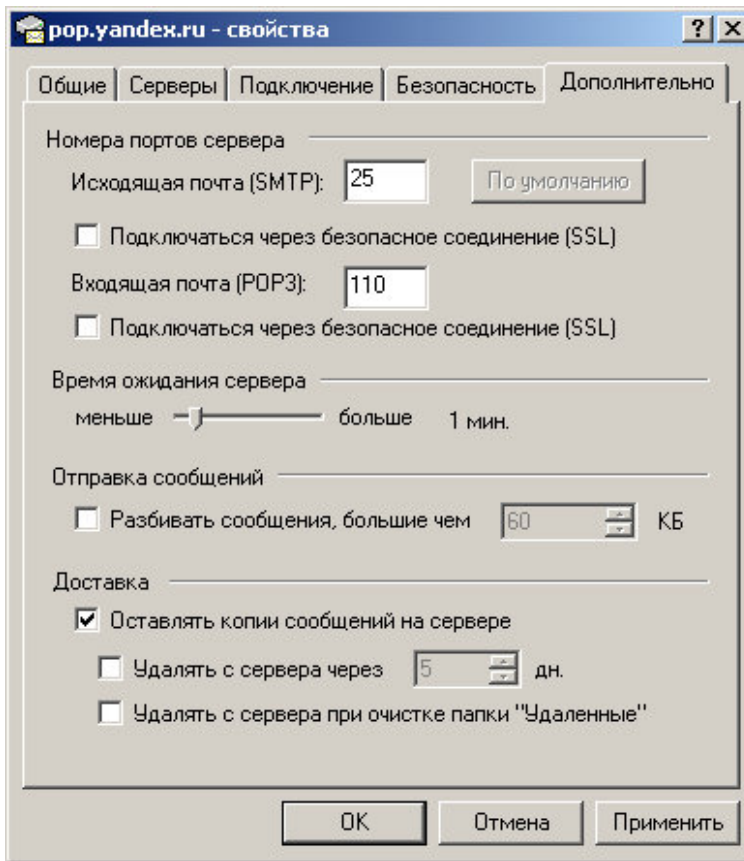 pop.yandex.ru - свойства
Общие Серверы Подключение Безопасность Дополнительно
Номера портов сервера
Исходящая почта (SMTP): 25 По умолчанию
Подключаться через безопасное соединение (SSL)
Входящая почта (POP3): 110
Подключаться через безопасное соединение (SSL)
Время ожидания сервера
меньше больше 1 мин.
Отправка сообщений
Разбивать сообщения, большие чем 60 КБ
Доставка
Оставлять копии сообщений на сервере
Удалять с сервера через 5 дн.
Удалять с сервера при очистке папки "Удаленные"
OK Отмена Применить